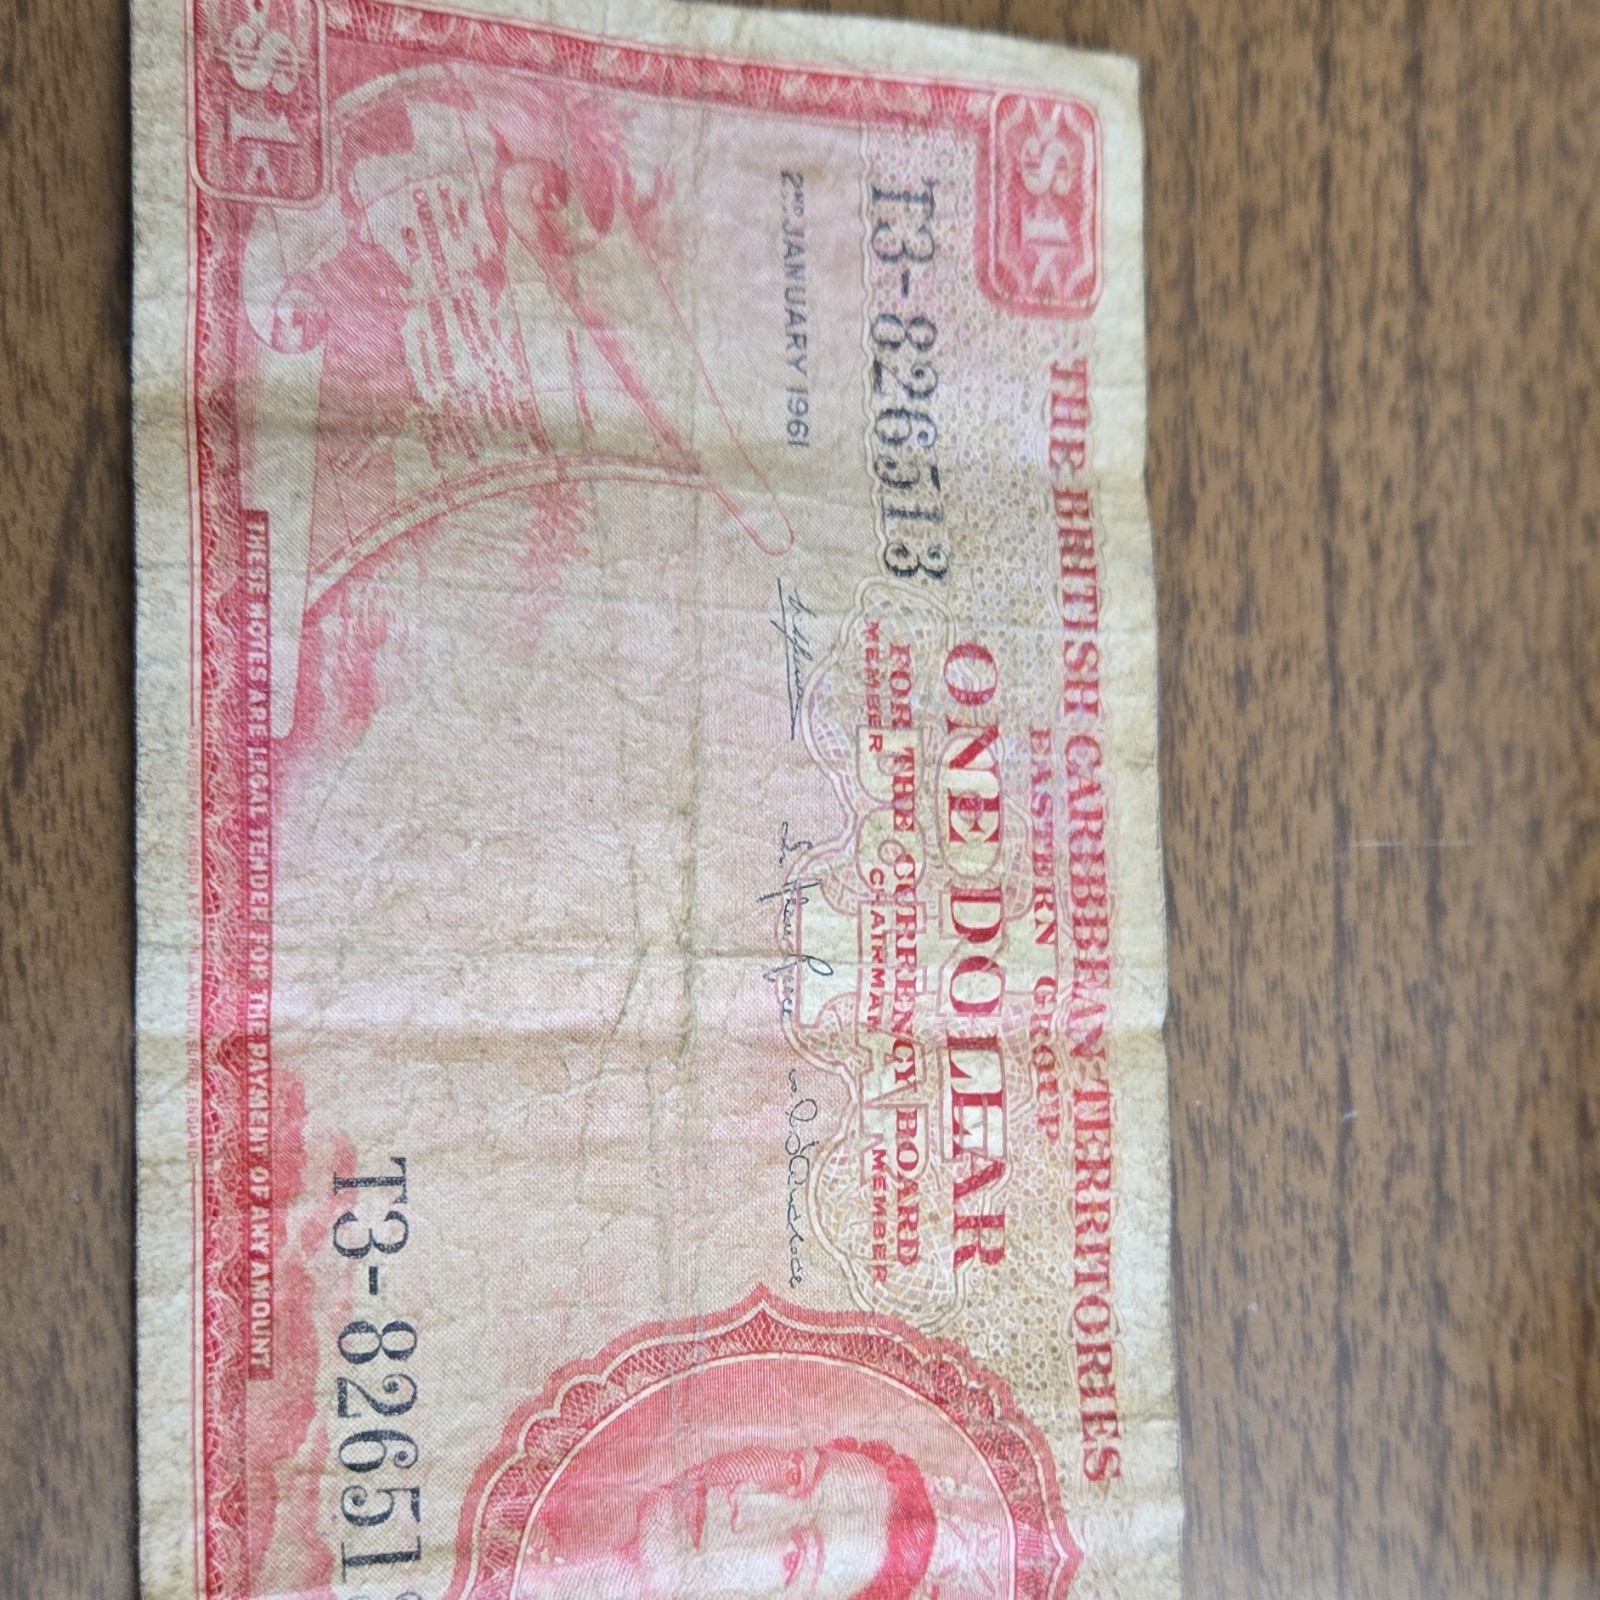 THE BRITISH CARIBBEAN TERRITORIES
EASTERN GROUP
$1
$1
T3-826513
ONE DOLLAR
FOR THE CURRENCY BOARD
MEMBER CHAIRMAN MEMBER
2ND JANUARY 1961
T3-82651
THESE NOTES ARE LEGAL TENDER FOR THE PAYMENT OF ANY AMOUNT